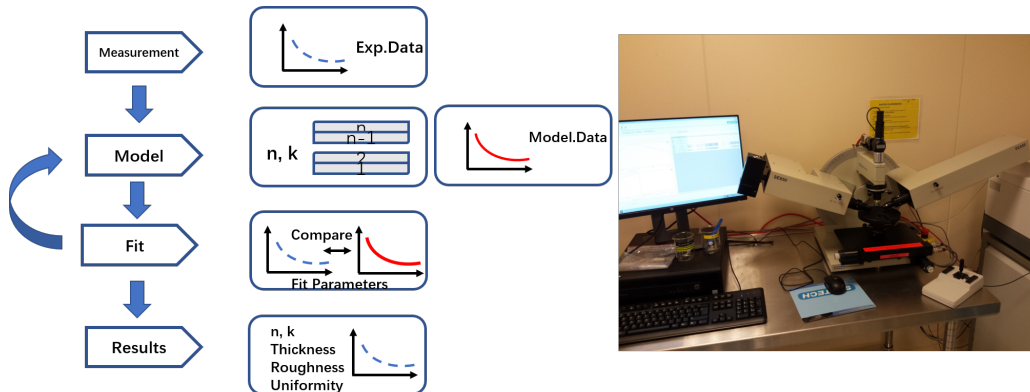 Measurement
Exp.Data
Model
n, k
n
n-1
2
1
Model.Data
Fit
Compare
Fit Parameters
Results
n, k
Thickness
Roughness
Uniformity